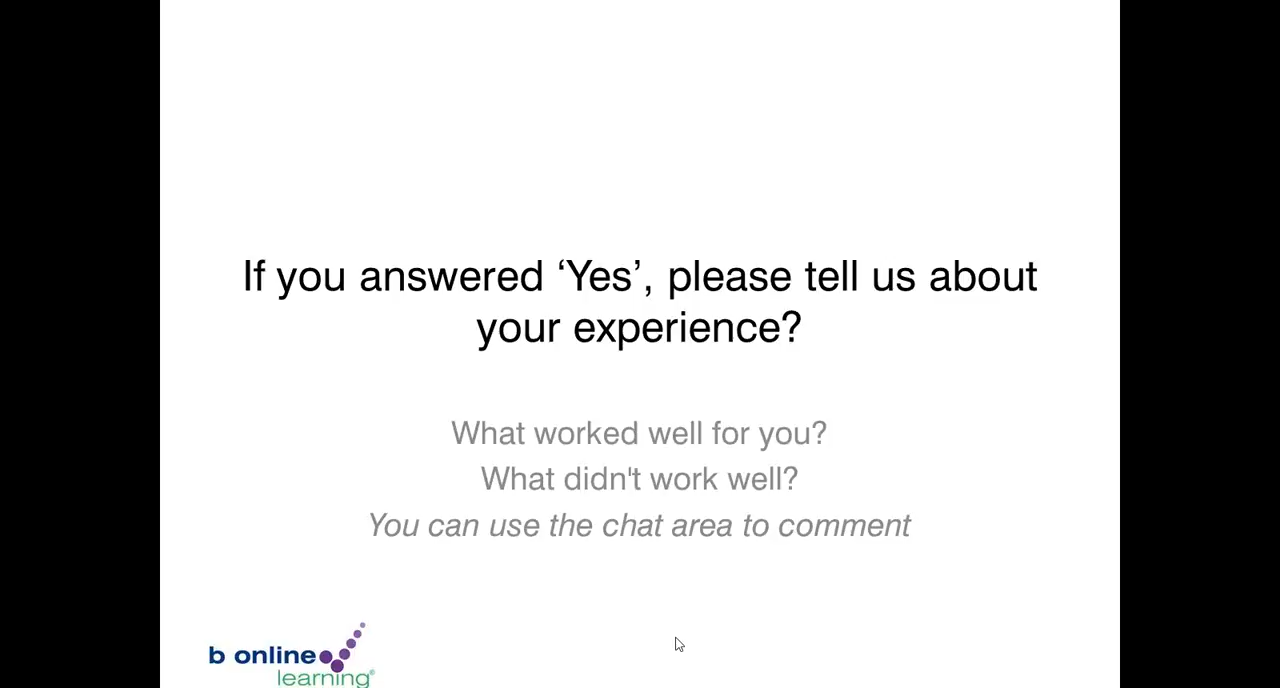 If you answered ‘Yes’, please tell us about
your experience?
What worked well for you?
What didn't work well?
You can use the chat area to comment
b online
learning®